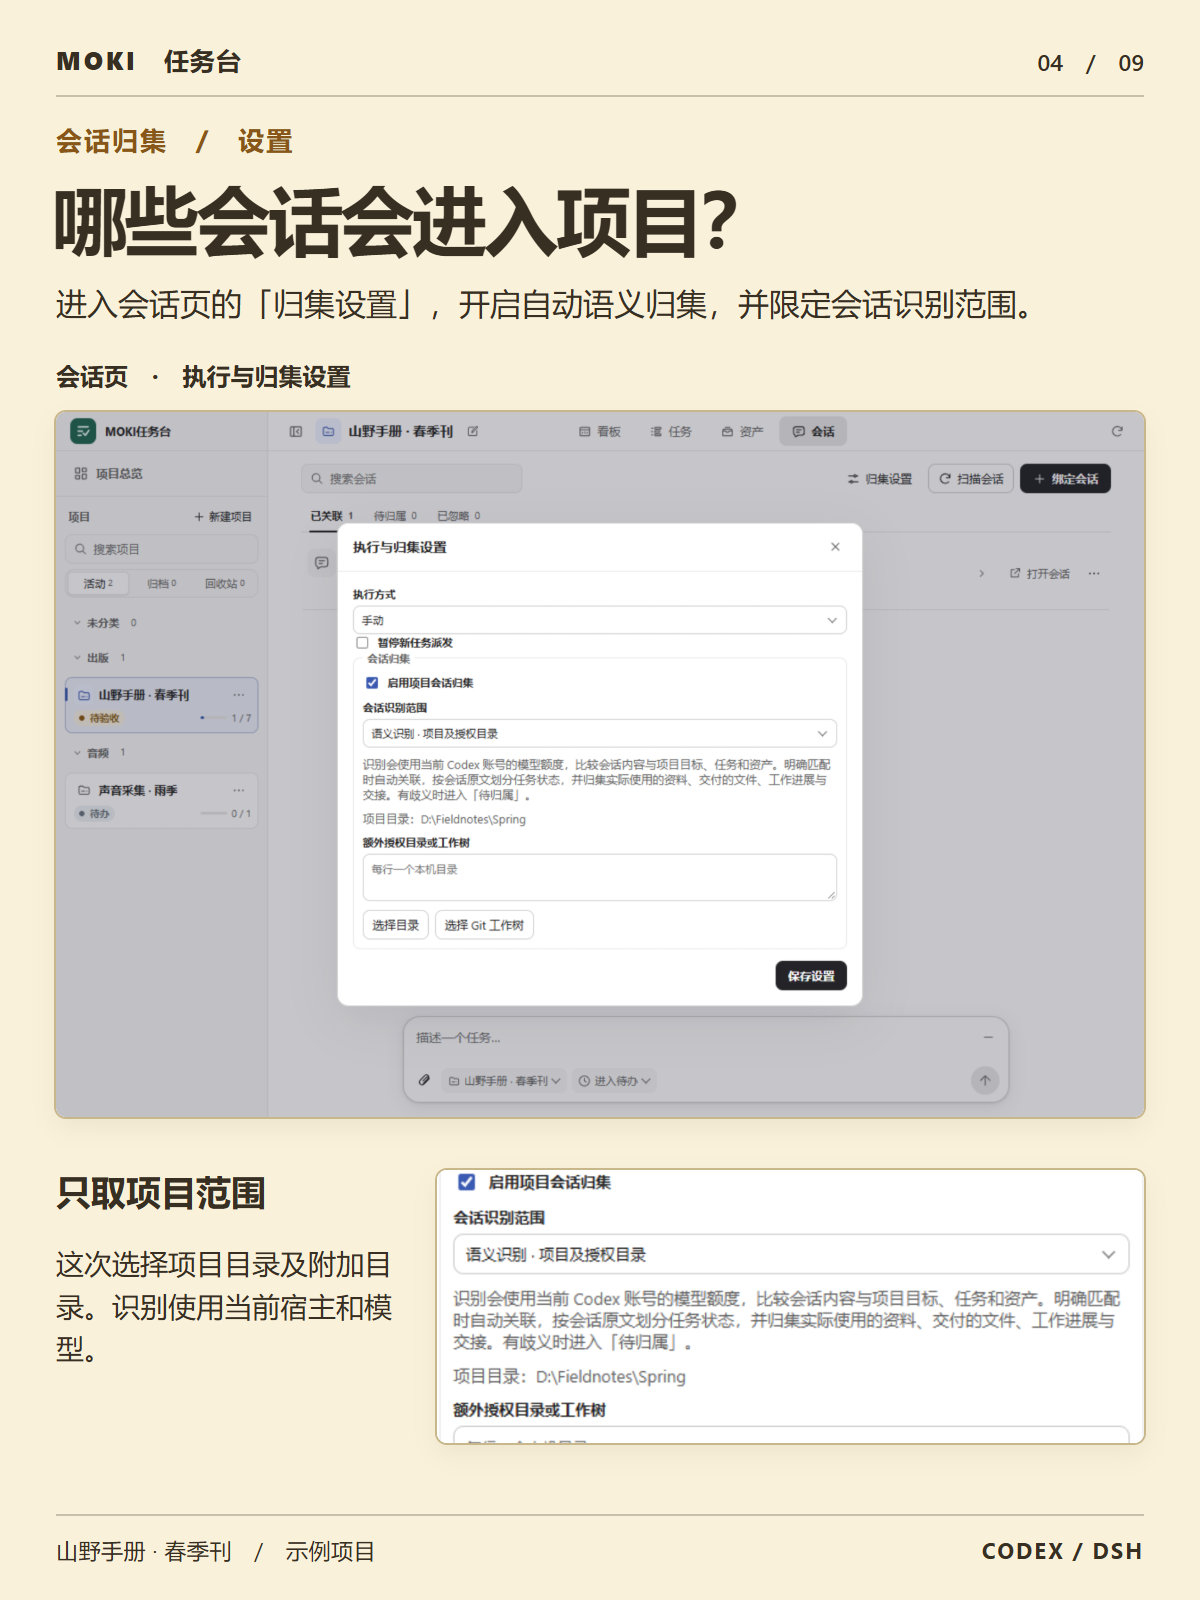 MOKI 任务台
04 / 09
会话归集 / 设置
哪些会话会进入项目？
进入会话页的「归集设置」，开启自动语义归集，并限定会话识别范围。
会话页 · 执行与归集设置
MOKI任务台
山野手册 · 春季刊
看板
任务
资产
会话
项目总览
搜索会话
归集设置
扫描会话
+ 绑定会话
项目
+ 新建项目
已关联 1
待归属 0
已忽略 0
搜索项目
活动 2
归档 0
回收站 0
打开会话
未分类 0
出版 1
山野手册 · 春季刊
待验收
1 / 7
音频 1
声音采集 · 雨季
待办
0 / 1
执行与归集设置
执行方式
手动
暂停新任务派发
会话归集
启用项目会话归集
会话识别范围
语义识别 · 项目及授权目录
识别会使用当前 Codex 账号的模型额度，比较会话内容与项目目标、任务和资产。明确匹配
时自动关联，按会话原文划分任务状态，并归集实际使用的资料、交付的文件、工作进展与
交接。有歧义时进入「待归属」。
项目目录：D:\Fieldnotes\Spring
额外授权目录或工作树
每行一个本机目录
选择目录
选择 Git 工作树
保存设置
描述一个任务...
山野手册 · 春季刊
进入待办
只取项目范围
这次选择项目目录及附加目
录。识别使用当前宿主和模
型。
启用项目会话归集
会话识别范围
语义识别 · 项目及授权目录
识别会使用当前 Codex 账号的模型额度，比较会话内容与项目目标、任务和资产。明确匹配
时自动关联，按会话原文划分任务状态，并归集实际使用的资料、交付的文件、工作进展与
交接。有歧义时进入「待归属」。
项目目录：D:\Fieldnotes\Spring
额外授权目录或工作树
山野手册 · 春季刊 / 示例项目
CODEX / DSH